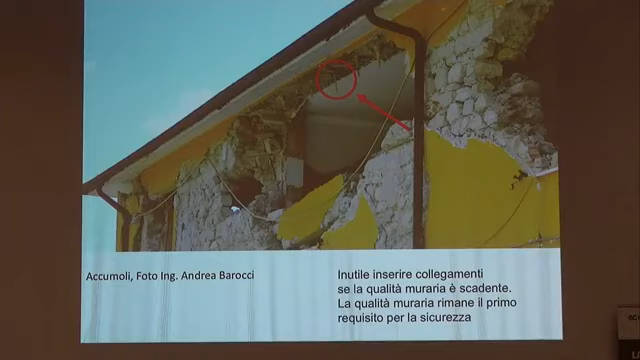 Accumoli, Foto Ing. Andrea Barocci
Inutile inserire collegamenti
se la qualità muraria è scadente.
La qualità muraria rimane il primo
requisito per la sicurezza